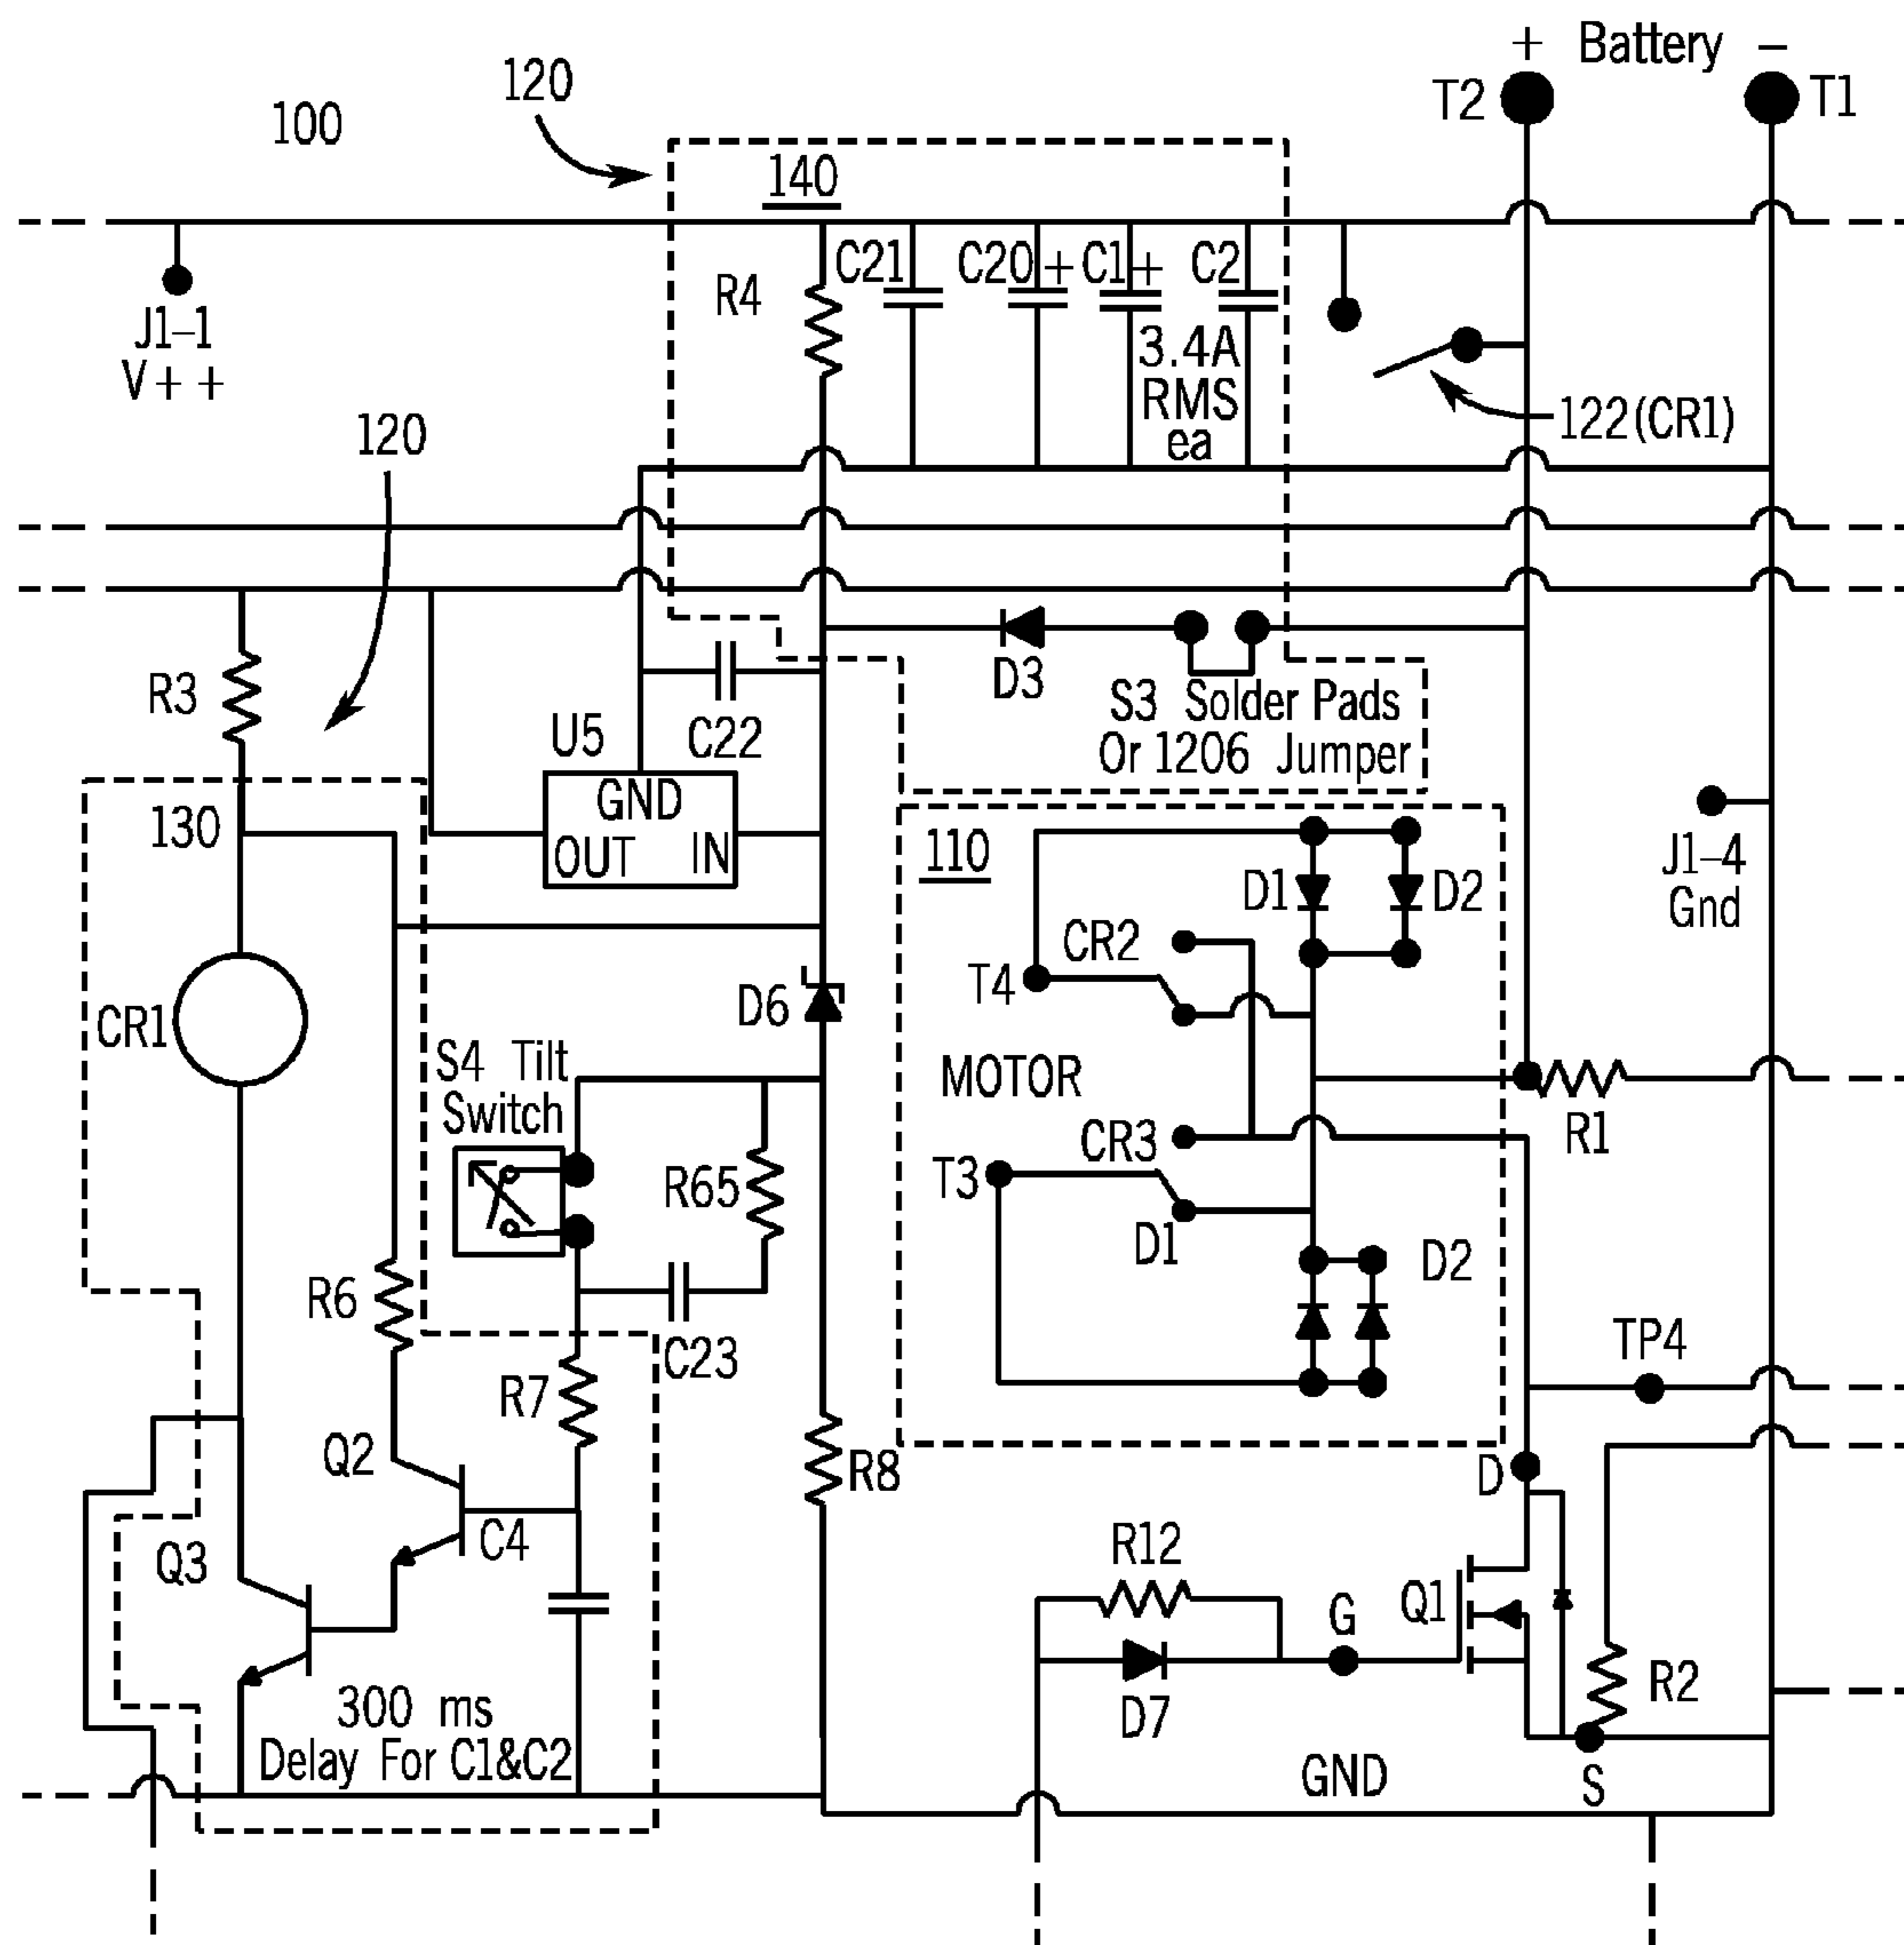 + Battery –
T2
T1
120
100
140
J1–1
V++
R4
C21
C20 +
C1 +
C2
3.4A
RMS
ea
122(CR1)
120
R3
D3
C22
U5
S3 Solder Pads
Or 1206 Jumper
GND
OUT IN
130
110
J1–4
Gnd
D1
D2
CR2
T4
CR1
D6
S4 Tilt
Switch
MOTOR
R1
CR3
T3
R65
D1
D2
R6
C23
TP4
R7
Q2
R8
D
C4
Q3
R12
Q1
G
R2
D7
300 ms
Delay For C1&C2
GND
S